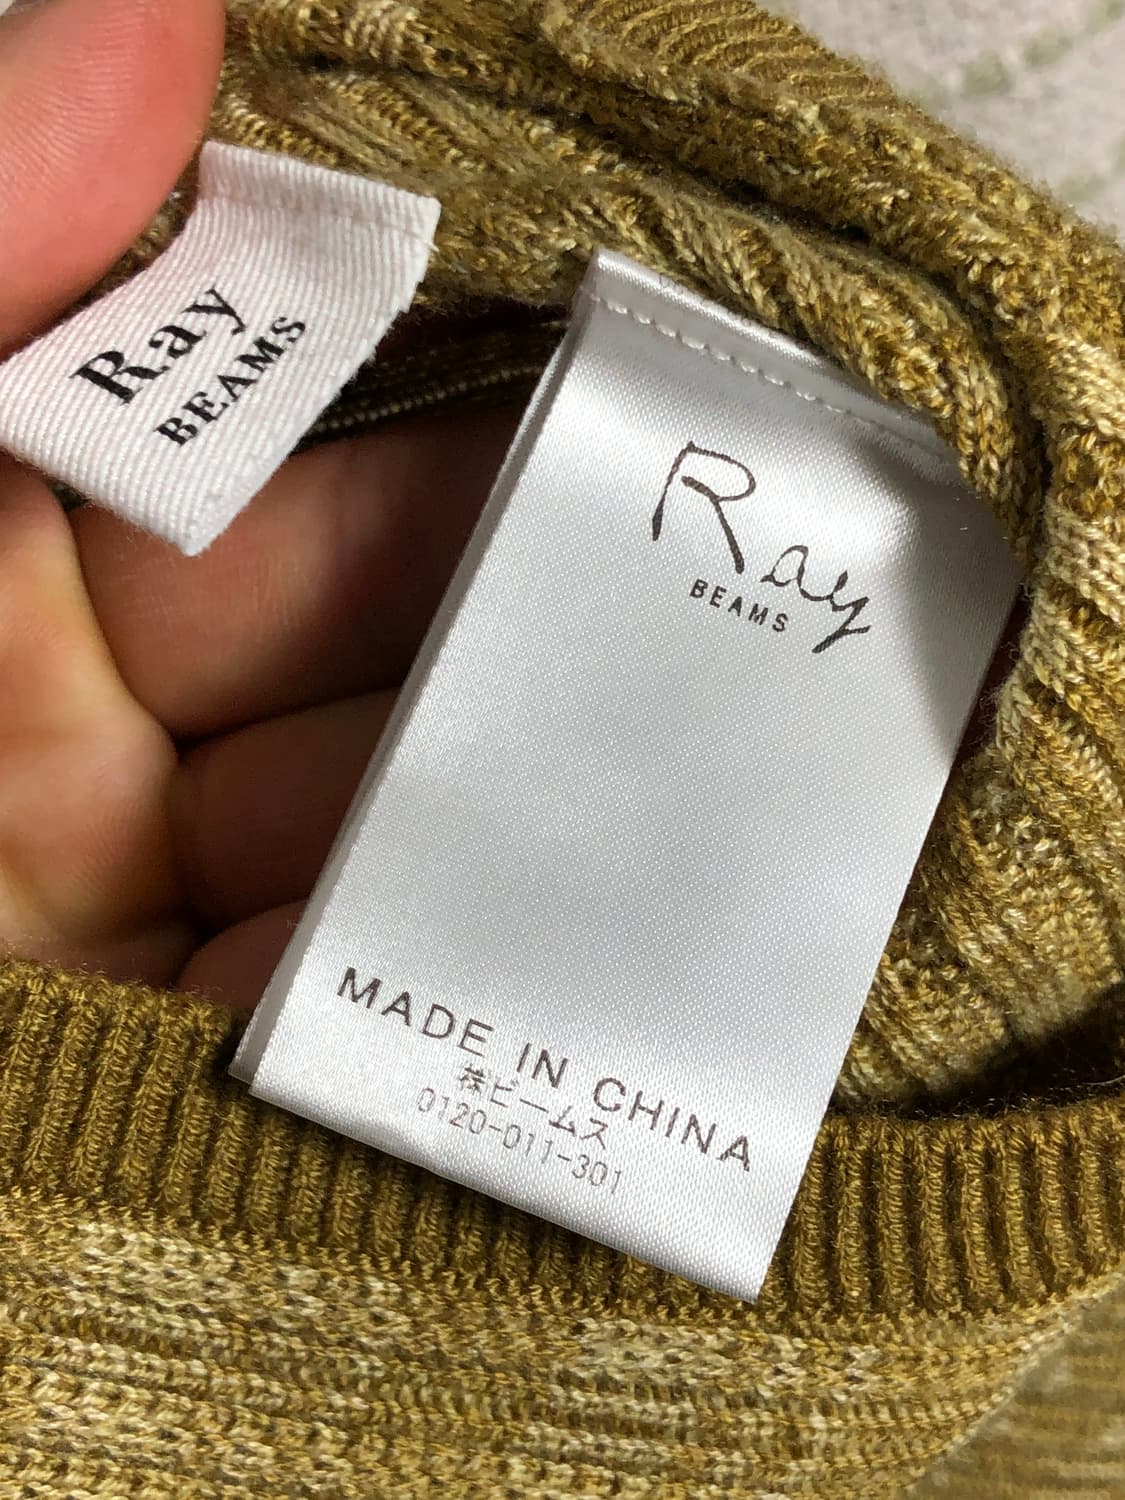 Ray
BEAMS
Ray
BEAMS
MADE IN CHINA
㈱ビームス
0120-011-301